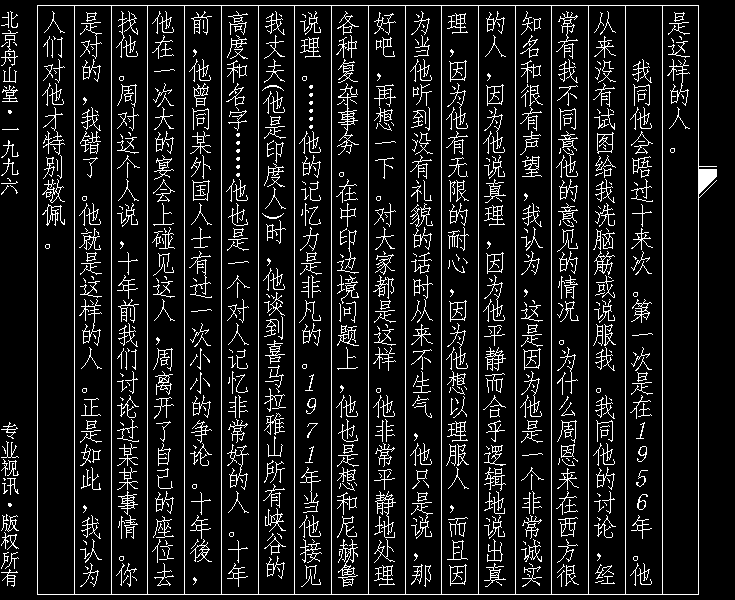 是这样的人。
我同他会晤过十来次。第一次是在1956年。他
从来没有试图给我洗脑筋或说服我。我同他的讨论,经
常有我不同意他的意见的情况。为什么周恩来在西方很
知名和很有声望,我认为,这是因为他是一个非常诚实
的人,因为他说真理,因为他平静而合乎逻辑地说出真
理,因为他有无限的耐心,因为他想以理服人,而且因
为当他听到没有礼貌的话时从来不生气,他只是说,那
好吧,再想一下。对大家都是这样。他非常平静地处理
各种复杂事务。在中印边境问题上,他也是想和尼赫鲁
说理。……他的记忆力是非凡的。1971年当他接见
我丈夫(他是印度人)时,他谈到喜马拉雅山所有峡谷的
高度和名字……他也是一个对人记忆非常好的人。十年
前,他曾同某外国人士有过一次小小的争论。十年後,
他在一次大的宴会上碰见这人,周离开了自己的座位去
找他。周对这个人说,十年前我们讨论过某某事情。你
是对的,我错了。他就是这样的人。正是如此,我认为
人们对他才特别敬佩。
北京舟山堂·一九九六
专业视讯·版权所有